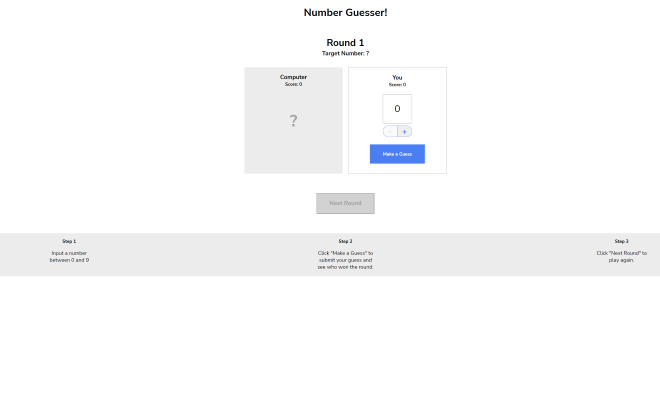 Number Guesser!
Round 1
Target Number: ?
Computer
Score: 0
?
You
Score: 0
0
- +
Make a Guess
Next Round
Step 1
Input a number
between 0 and 9
Step 2
Click "Make a Guess" to
submit your guess and
see who won the round.
Step 3
Click "Next Round" to
play again.